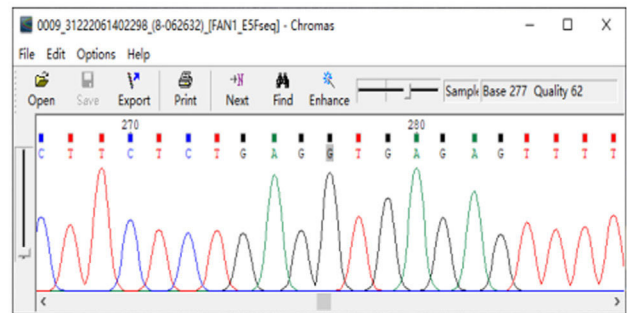 0009_31222061402298_(8-062632)_[FAN1_E5Fseq] - Chromas
File Edit Options Help
Open Save Export Print Next Find Enhance Sample Base 277 Quality 62
270 280
C T T C T C T G A G G T G A G A G T T T T